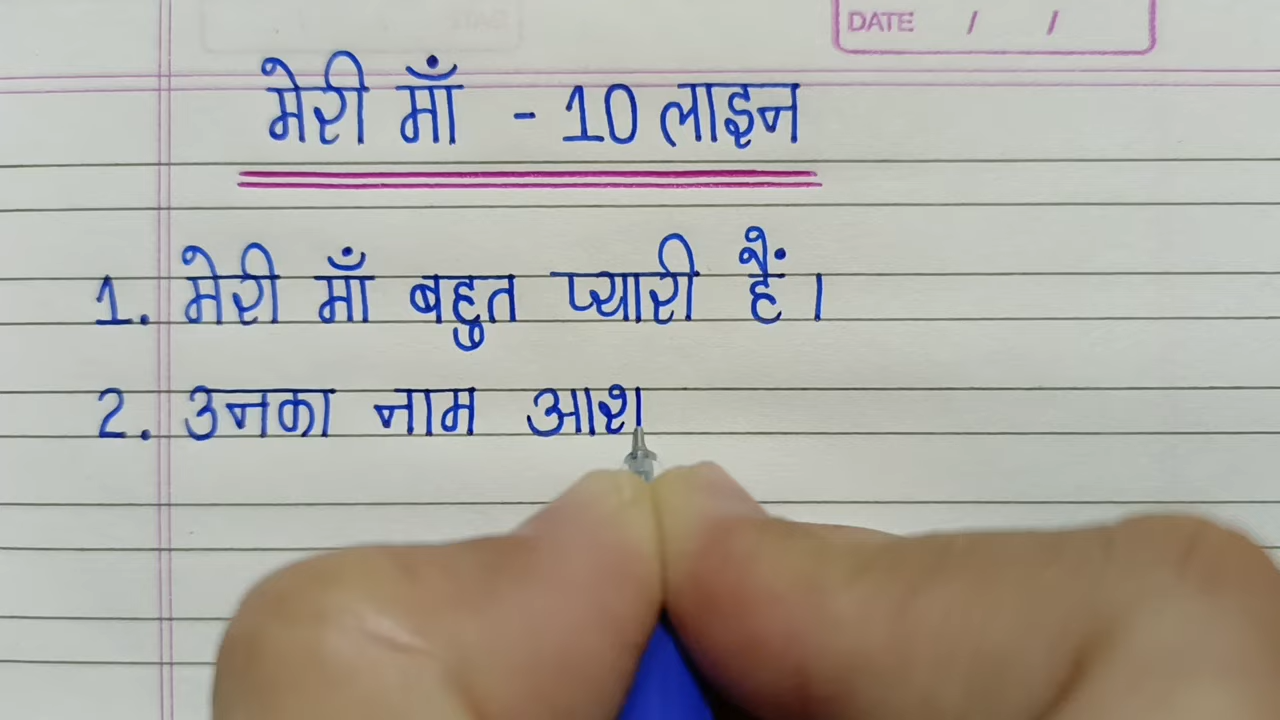 DATE / /
मेरी माँ - 10 लाइन
1. मेरी माँ बहुत प्यारी हैं।
2. उनका नाम आश